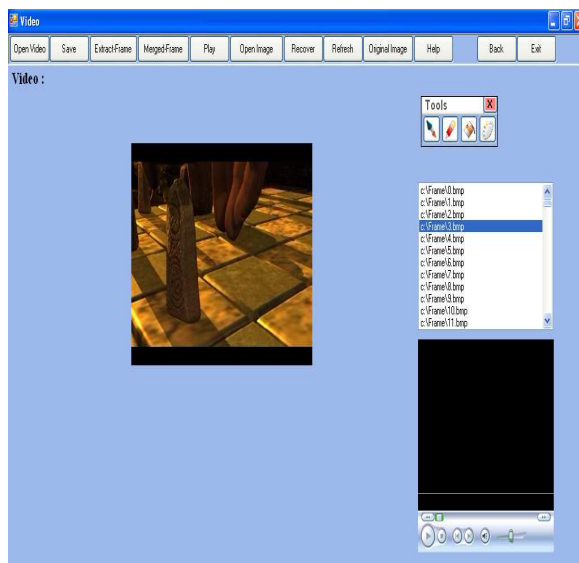 Video
Open Video Save Extract-Frame Merged-Frame Play Open Image Recover Refresh Original Image Help Back Exit
Video :
Tools
c:\Frame\0.bmp
c:\Frame\1.bmp
c:\Frame\2.bmp
c:\Frame\3.bmp
c:\Frame\4.bmp
c:\Frame\5.bmp
c:\Frame\6.bmp
c:\Frame\7.bmp
c:\Frame\8.bmp
c:\Frame\9.bmp
c:\Frame\10.bmp
c:\Frame\11.bmp